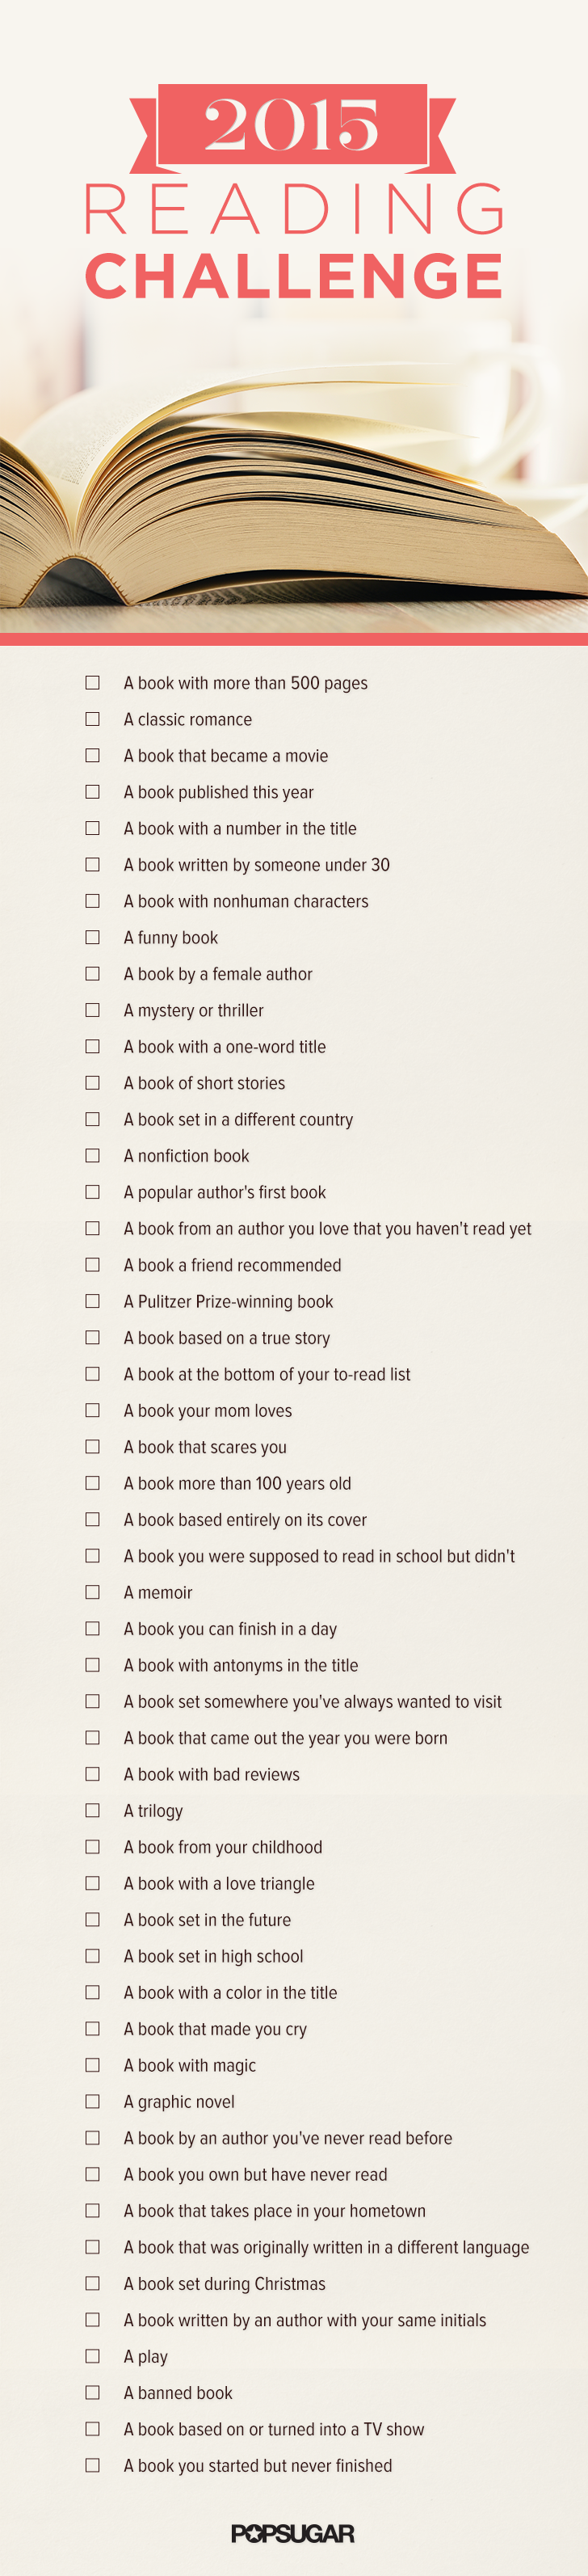 2015
READING
CHALLENGE
A book with more than 500 pages
A classic romance
A book that became a movie
A book published this year
A book with a number in the title
A book written by someone under 30
A book with nonhuman characters
A funny book
A book by a female author
A mystery or thriller
A book with a one-word title
A book of short stories
A book set in a different country
A nonfiction book
A popular author's first book
A book from an author you love that you haven't read yet
A book a friend recommended
A Pulitzer Prize-winning book
A book based on a true story
A book at the bottom of your to-read list
A book your mom loves
A book that scares you
A book more than 100 years old
A book based entirely on its cover
A book you were supposed to read in school but didn't
A memoir
A book you can finish in a day
A book with antonyms in the title
A book set somewhere you've always wanted to visit
A book that came out the year you were born
A book with bad reviews
A trilogy
A book from your childhood
A book with a love triangle
A book set in the future
A book set in high school
A book with a color in the title
A book that made you cry
A book with magic
A graphic novel
A book by an author you've never read before
A book you own but have never read
A book that takes place in your hometown
A book that was originally written in a different language
A book set during Christmas
A book written by an author with your same initials
A play
A banned book
A book based on or turned into a TV show
A book you started but never finished
POPSUGAR